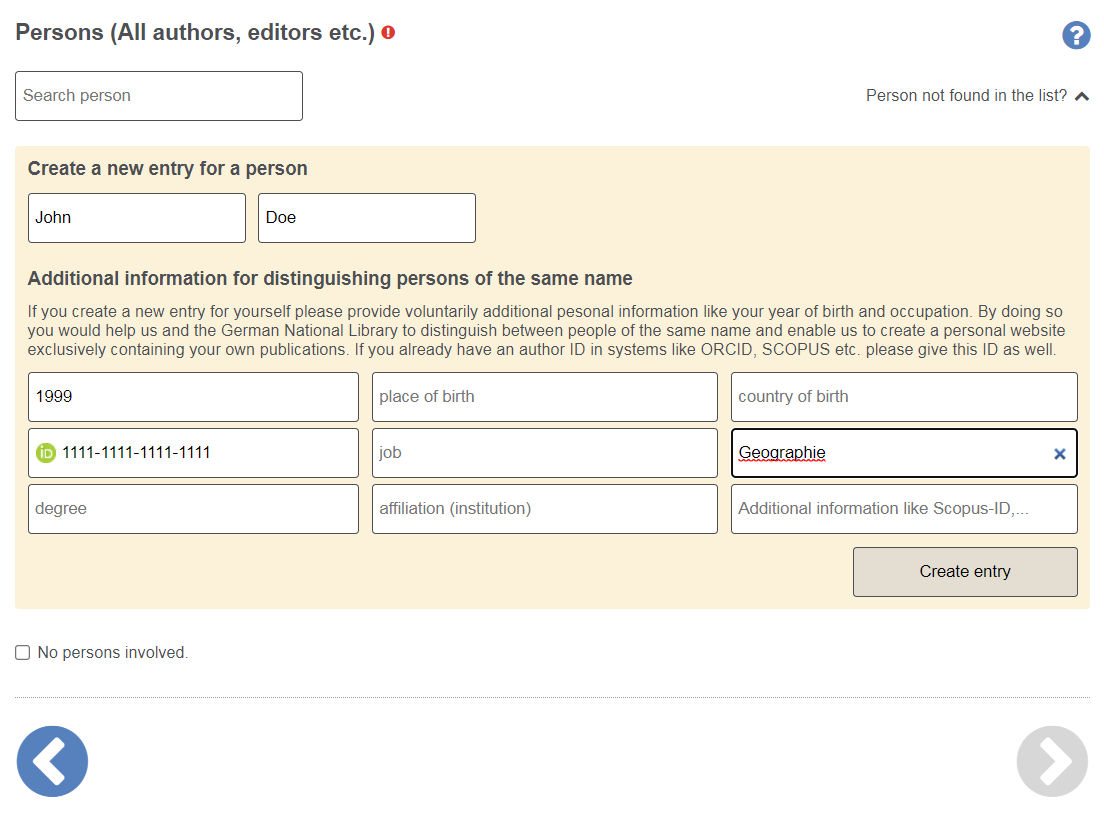 Persons (All authors, editors etc.)
Search person
Person not found in the list?
Create a new entry for a person
John
Doe
Additional information for distinguishing persons of the same name
If you create a new entry for yourself please provide voluntarily additional pesonal information like your year of birth and occupation. By doing so
you would help us and the German National Library to distinguish between people of the same name and enable us to create a personal website
exclusively containing your own publications. If you already have an author ID in systems like ORCID, SCOPUS etc. please give this ID as well.
1999
place of birth
country of birth
iD 1111-1111-1111-1111
job
Geographie
degree
affiliation (institution)
Additional information like Scopus-ID,...
Create entry
No persons involved.